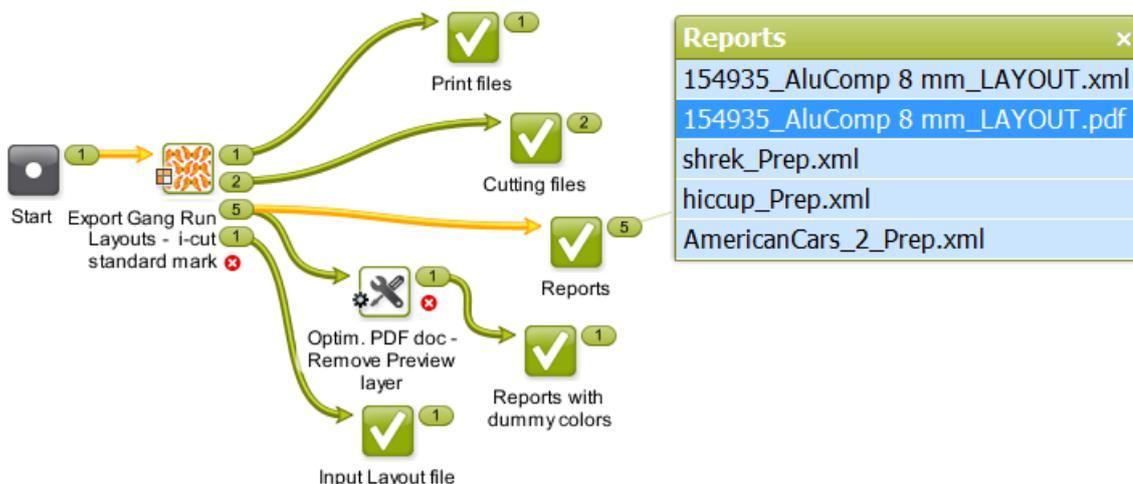 1
Print files
2
Cutting files
Start
1
1
2
5
1
Export Gang Run
Layouts - i-cut
standard mark
5
Reports
1
Optim. PDF doc -
Remove Preview
layer
1
Reports with
dummy colors
1
Input Layout file
Reports
×
154935_AluComp 8 mm_LAYOUT.xml
154935_AluComp 8 mm_LAYOUT.pdf
shrek_Prep.xml
hiccup_Prep.xml
AmericanCars_2_Prep.xml